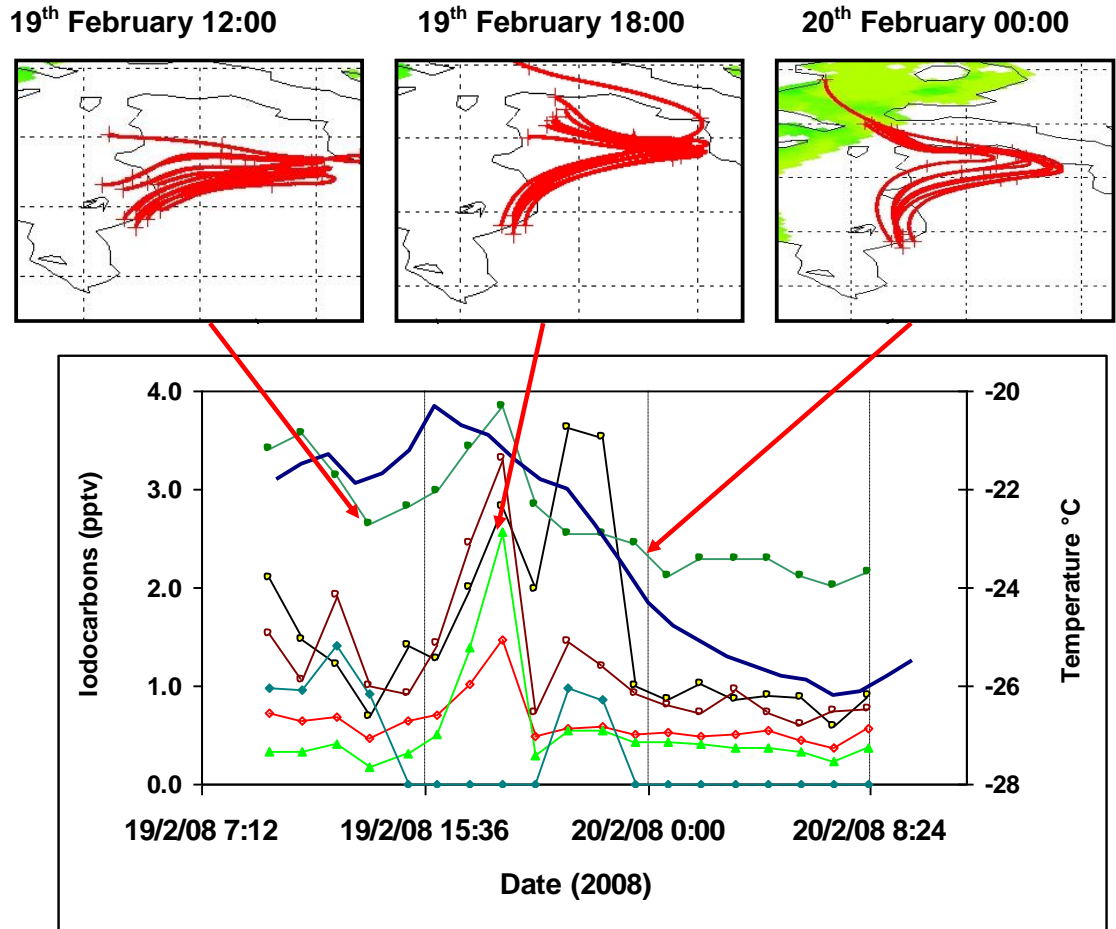 19th February 12:00 19th February 18:00 20th February 00:00
4.0 -20
3.0 -22
2.0 -24
1.0 -26
0.0 -28
Iodocarbons (pptv)
Temperature °C
19/2/08 7:12 19/2/08 15:36 20/2/08 0:00 20/2/08 8:24
Date (2008)